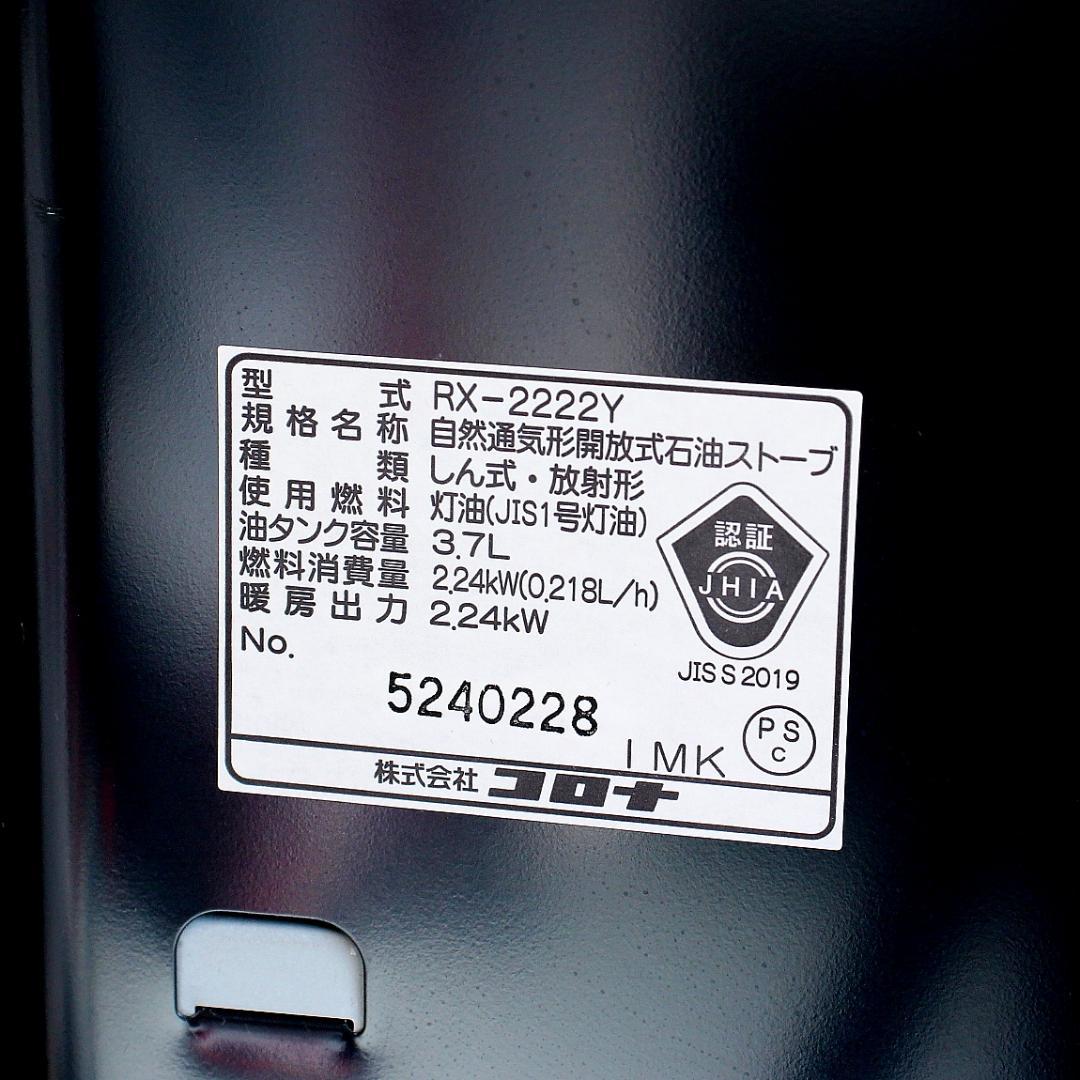 型式 RX-2222Y
規格名称 自然通気形開放式石油ストーブ
種類 しん式・放射形
使用燃料 灯油(JIS1号灯油)
油タンク容量 3.7L
燃料消費量 2.24kW(0.218L/h)
暖房出力 2.24kW
No.
5240228
認証
JHIA
JIS S 2019
1MK
PS
C
株式会社コロナ